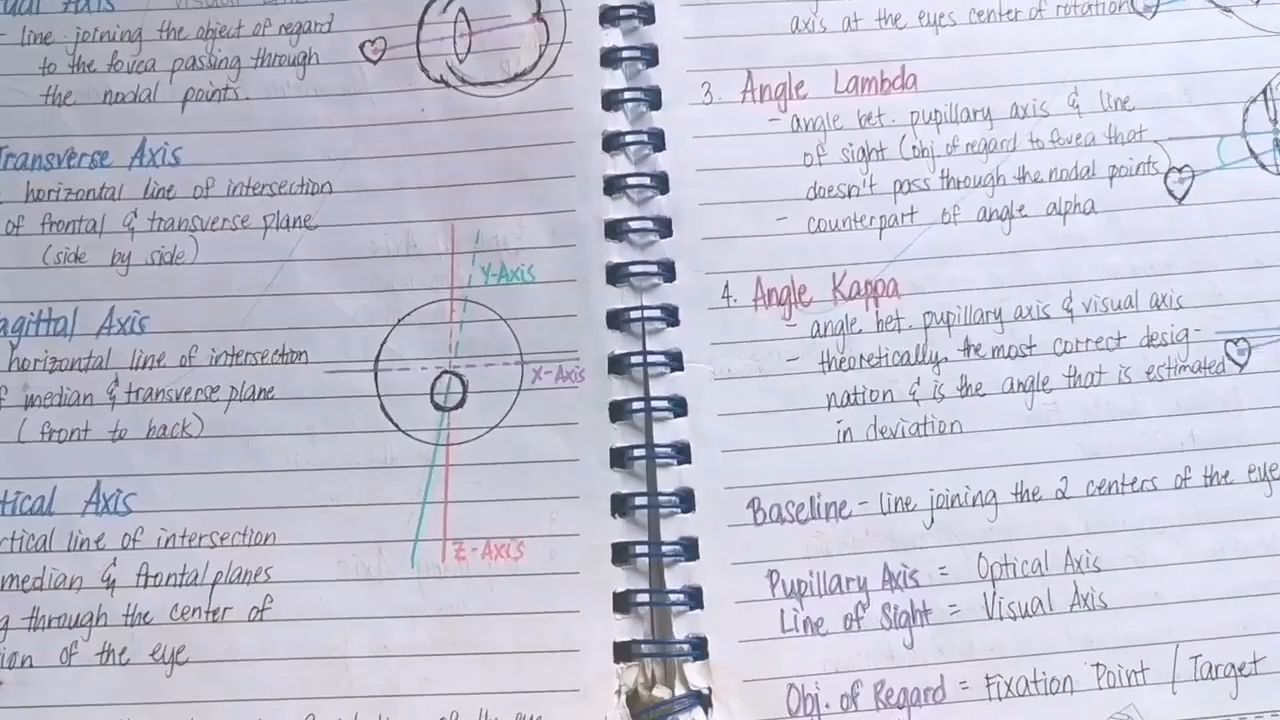 Axis
- line joining the object of regard
to the fovea passing through
the nodal points.
Transverse Axis
horizontal line of intersection
of frontal & transverse plane
(side by side)
Y-Axis
agittal Axis
horizontal line of intersection
f median & transverse plane
(front to back)
X-Axis
tical Axis
rtical line of intersection
median & frontal planes
g through the center of
ion of the eye
Z-Axis
of the eye
axis at the eyes center of rotation
3. Angle Lambda
- angle bet. pupillary axis & line
of sight (obj. of regard to fovea that
doesn't pass through the nodal points
- counterpart of angle alpha
4. Angle Kappa
- angle bet. pupillary axis & visual axis
- theoretically, the most correct desig-
nation & is the angle that is estimated
in deviation
Baseline - line joining the 2 centers of the eye
Pupillary Axis = Optical Axis
Line of Sight = Visual Axis
Obj. of Regard = Fixation Point / Target